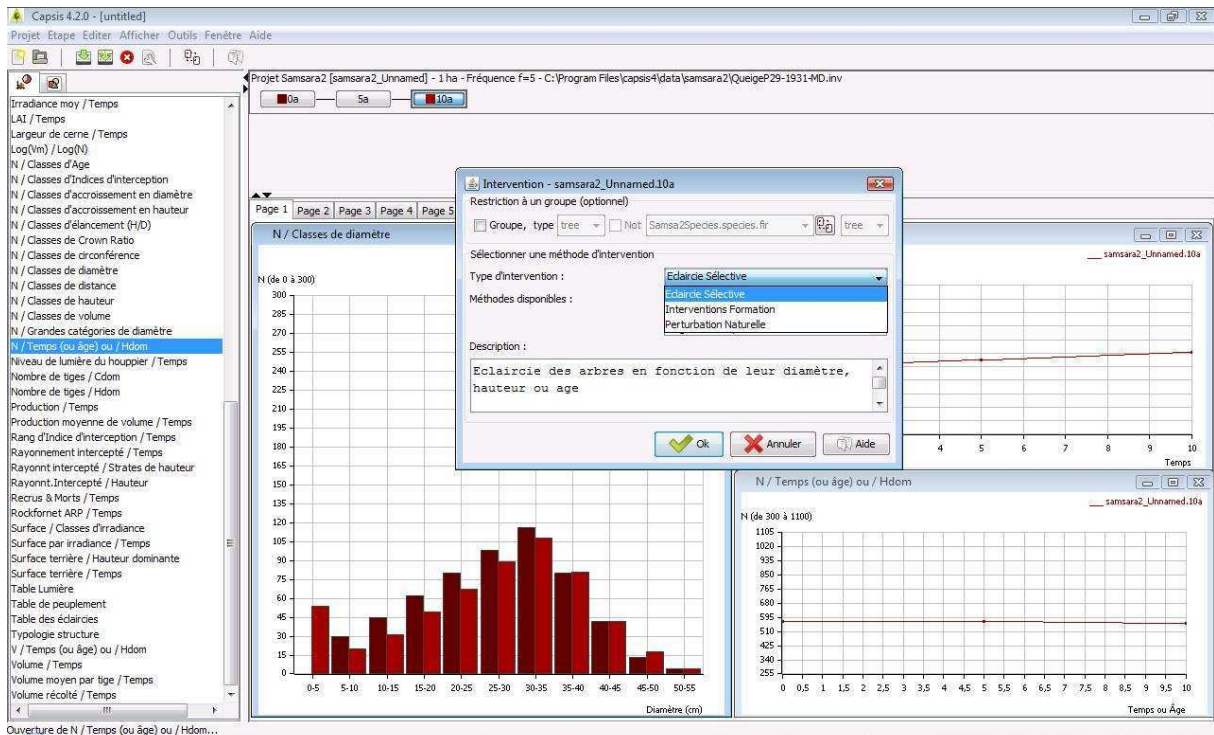 Capsis 4.2.0 - [untitled]
Projet Etape Editer Afficher Outils Fenêtre Aide
Projet Samsara2 [samsara2_Unnamed] - 1 ha - Fréquence f=5 - C:\Program Files\capsis4\data\samsara2\QueigeP29-1931-MD.inv
0a 5a 10a
Irradiance moy / Temps
LAI / Temps
Largeur de cerne / Temps
Log(Vm) / Log(N)
N / Classes d'Age
N / Classes d'Indices d'interception
N / Classes d'accroissement en diamètre
N / Classes d'accroissement en hauteur
N / Classes d'élancement (H/D)
N / Classes de Crown Ratio
N / Classes de circonférence
N / Classes de diamètre
N / Classes de distance
N / Classes de hauteur
N / Classes de volume
N / Grandes catégories de diamètre
N / Temps (ou âge) ou / Hdom
Niveau de lumière du houppier / Temps
Nombre de tiges / Cdom
Nombre de tiges / Hdom
Production / Temps
Production moyenne de volume / Temps
Rang d'Indice d'interception / Temps
Rayonnement intercepté / Temps
Rayonnt intercepté / Strates de hauteur
Rayonnt.Intercepté / Hauteur
Recrus & Morts / Temps
Rockfornet ARP / Temps
Surface / Classes d'irradiance
Surface par irradiance / Temps
Surface terrière / Hauteur dominante
Surface terrière / Temps
Table Lumière
Table de peuplement
Table des éclaircies
Typologie structure
V / Temps (ou âge) ou / Hdom
Volume / Temps
Volume moyen par tige / Temps
Volume récolté / Temps
Page 1 Page 2 Page 3 Page 4 Page 5
N / Classes de diamètre
N (de 0 à 300)
300
285
270
255
240
225
210
195
180
165
150
135
120
105
90
75
60
45
30
15
0
0-5 5-10 10-15 15-20 20-25 25-30 30-35 35-40 40-45 45-50 50-55
Diamètre (cm)
Intervention - samsara2_Unnamed.10a
Restriction à un groupe (optionnel)
Groupe, type tree Not Samsa2Species.species.fir tree
Sélectionner une méthode d'intervention
Type d'intervention : Eclaircie Sélective
Eclaircie Sélective
Méthodes disponibles : Interventions Formation
Perturbation Naturelle
Description :
Eclaircie des arbres en fonction de leur diamètre,
hauteur ou age
Ok Annuler Aide
samsara2_Unnamed.10a
4 5 6 7 8 9 10
Temps
N / Temps (ou âge) ou / Hdom
samsara2_Unnamed.10a
N (de 300 à 1100)
1105
1020
935
850
765
680
595
510
425
340
255
0 0,5 1 1,5 2 2,5 3 3,5 4 4,5 5 5,5 6 6,5 7 7,5 8 8,5 9 9,5 10
Temps ou Âge
Ouverture de N / Temps (ou âge) ou / Hdom...